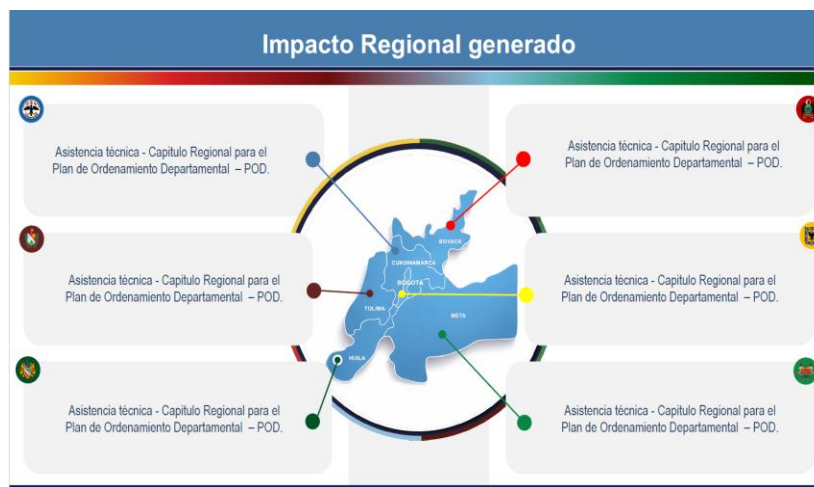 Impacto Regional generado
Asistencia técnica - Capitulo Regional para el
Plan de Ordenamiento Departamental – POD.
Asistencia técnica - Capitulo Regional para el
Plan de Ordenamiento Departamental – POD.
BOYACA
CUNDINAMARCA
Asistencia técnica - Capitulo Regional para el
Plan de Ordenamiento Departamental – POD.
BOGOTA
TOLIMA
META
Asistencia técnica - Capitulo Regional para el
Plan de Ordenamiento Departamental – POD.
HUILA
Asistencia técnica - Capitulo Regional para el
Plan de Ordenamiento Departamental – POD.
Asistencia técnica - Capitulo Regional para el
Plan de Ordenamiento Departamental – POD.